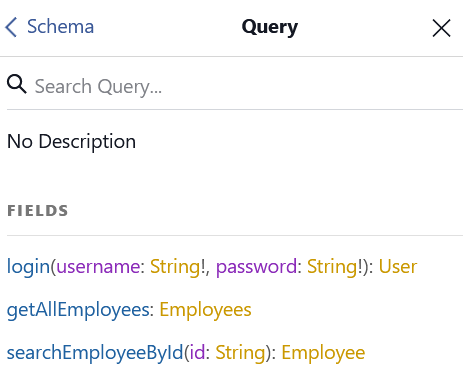 Schema
Query
Search Query...
No Description
FIELDS
login(username: String!, password: String!): User
getAllEmployees: Employees
searchEmployeeById(id: String): Employee